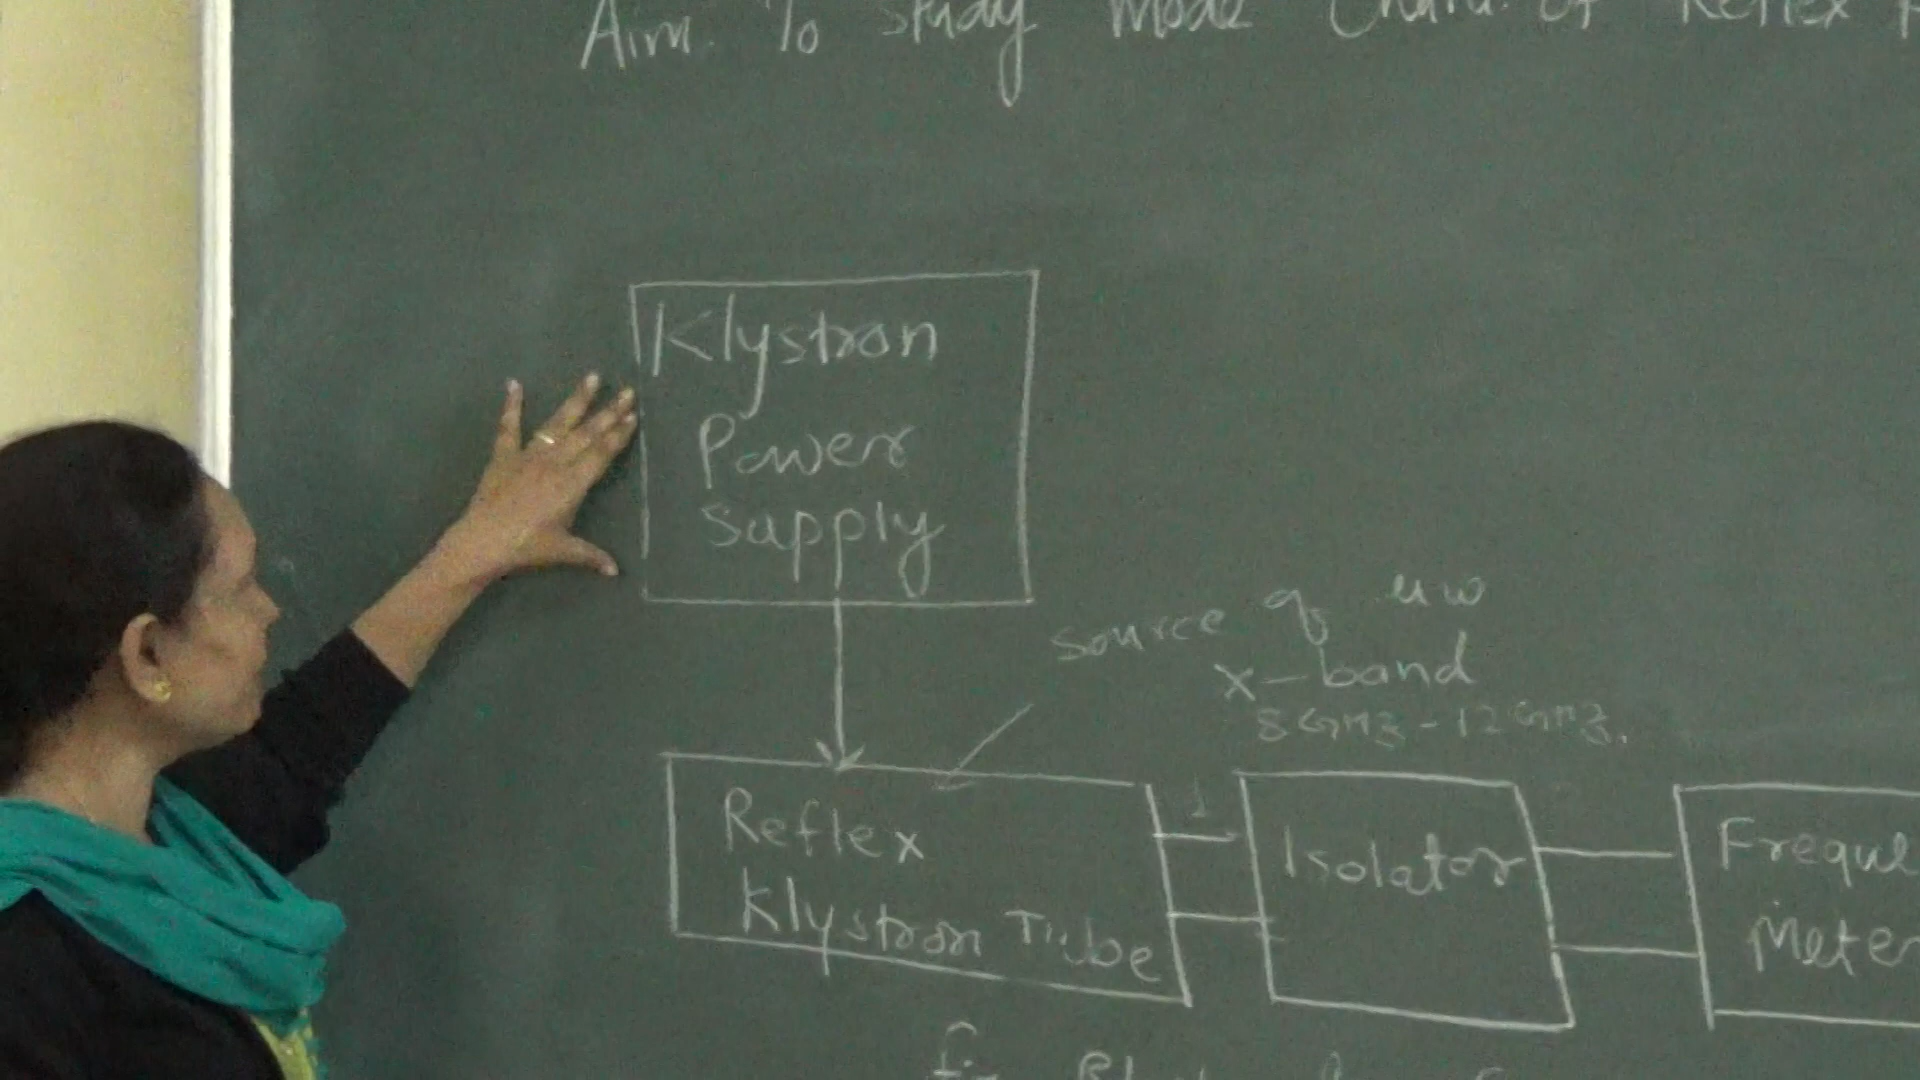 Aim. To study Mode Chara. of Reflex
Klystron
Power
Supply
Source of uw
X-band
8GHz-12GHz.
Reflex
Klystron Tube
Isolator
Freque
Meter
fig